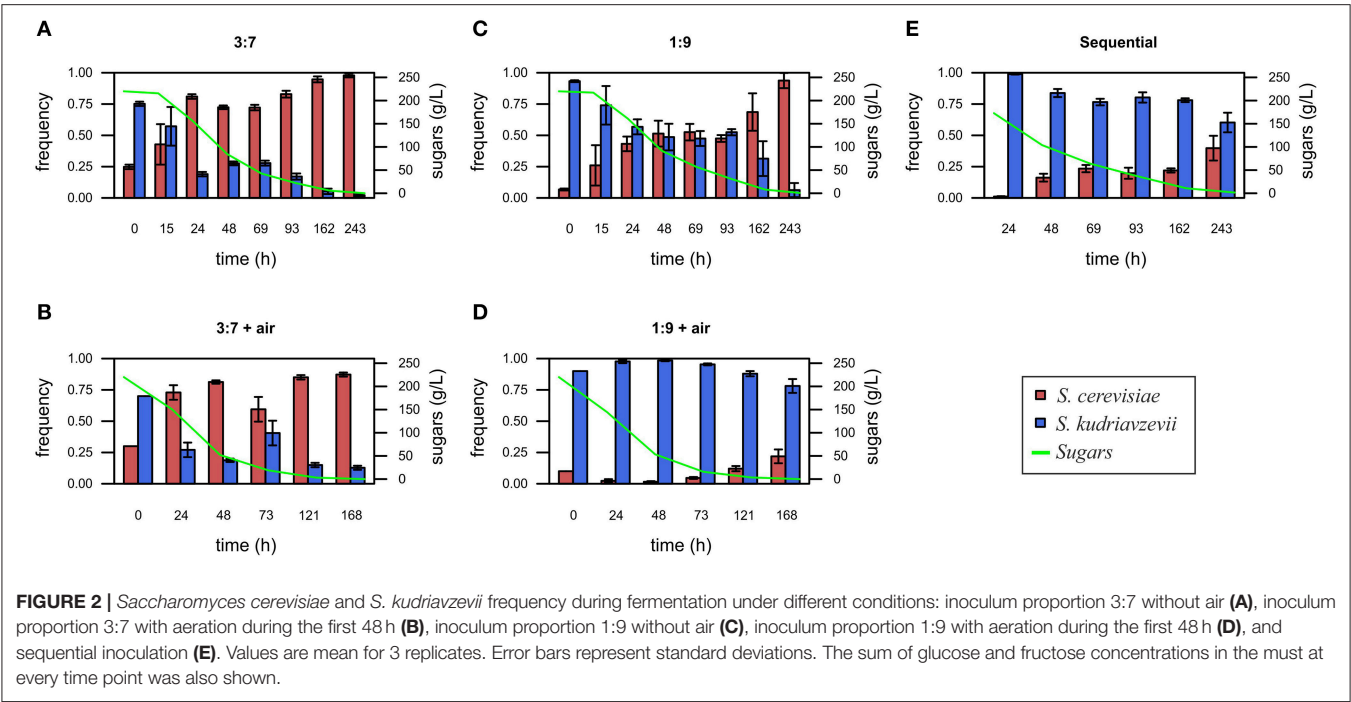 A
3:7
1.00
0.75
0.50
0.25
0.00
frequency
250
200
150
100
50
0
sugars (g/L)
0 15 24 48 69 93 162 243
time (h)
C
1:9
1.00
0.75
0.50
0.25
0.00
frequency
250
200
150
100
50
0
sugars (g/L)
0 15 24 48 69 93 162 243
time (h)
E
Sequential
1.00
0.75
0.50
0.25
0.00
frequency
250
200
150
100
50
0
sugars (g/L)
24 48 69 93 162 243
time (h)
B
3:7 + air
1.00
0.75
0.50
0.25
0.00
frequency
250
200
150
100
50
0
sugars (g/L)
0 24 48 73 121 168
time (h)
D
1:9 + air
1.00
0.75
0.50
0.25
0.00
frequency
250
200
150
100
50
0
sugars (g/L)
0 24 48 73 121 168
time (h)
S. cerevisiae
S. kudriavzevii
Sugars
FIGURE 2 | Saccharomyces cerevisiae and S. kudriavzevii frequency during fermentation under different conditions: inoculum proportion 3:7 without air (A), inoculum
proportion 3:7 with aeration during the first 48 h (B), inoculum proportion 1:9 without air (C), inoculum proportion 1:9 with aeration during the first 48 h (D), and
sequential inoculation (E). Values are mean for 3 replicates. Error bars represent standard deviations. The sum of glucose and fructose concentrations in the must at
every time point was also shown.